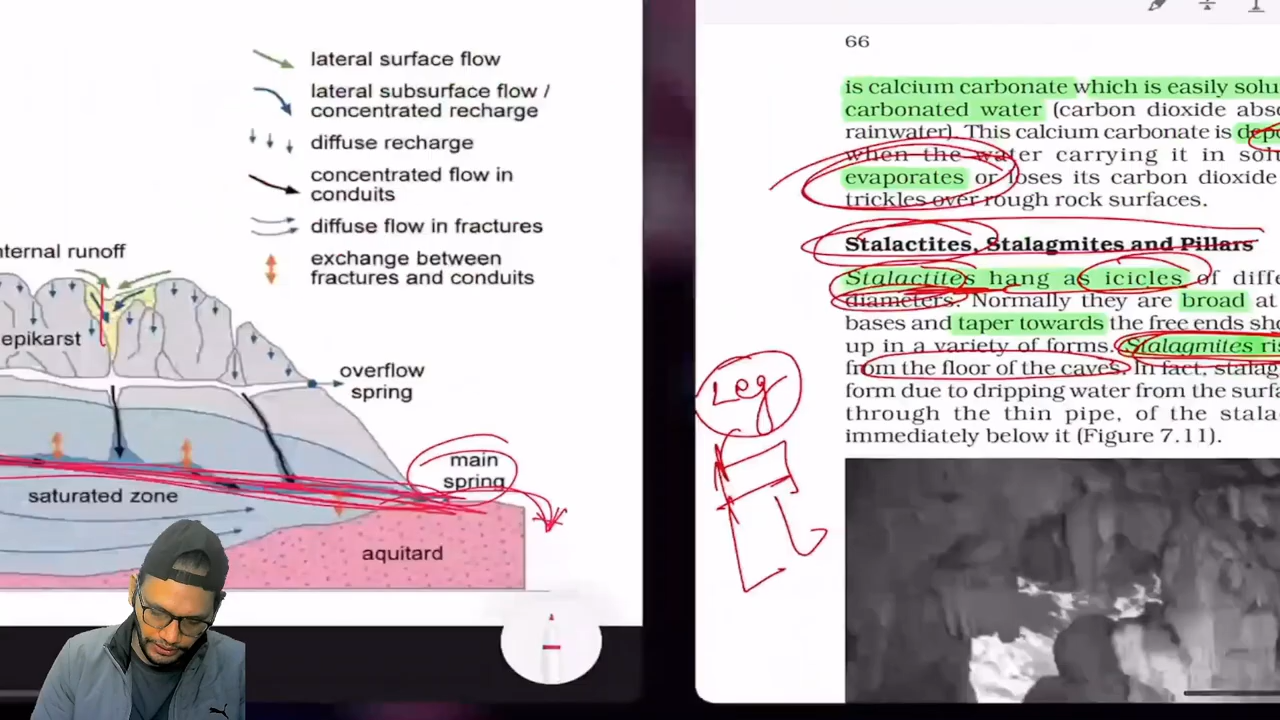 lateral surface flow
lateral subsurface flow /
concentrated recharge
diffuse recharge
concentrated flow in
conduits
diffuse flow in fractures
exchange between
fractures and conduits
nternal runoff
epikarst
overflow
spring
main
spring
saturated zone
aquitard
66
is calcium carbonate which is easily solu
carbonated water (carbon dioxide abso
rainwater). This calcium carbonate is depo
when the water carrying it in solu
evaporates or loses its carbon dioxide
trickles over rough rock surfaces.
Stalactites, Stalagmites and Pillars
Stalactites hang as icicles of diffe
diameters. Normally they are broad at
bases and taper towards the free ends sho
up in a variety of forms. Stalagmites ris
from the floor of the caves. In fact, stalag
form due to dripping water from the surfa
through the thin pipe, of the stala
immediately below it (Figure 7.11).
Leg